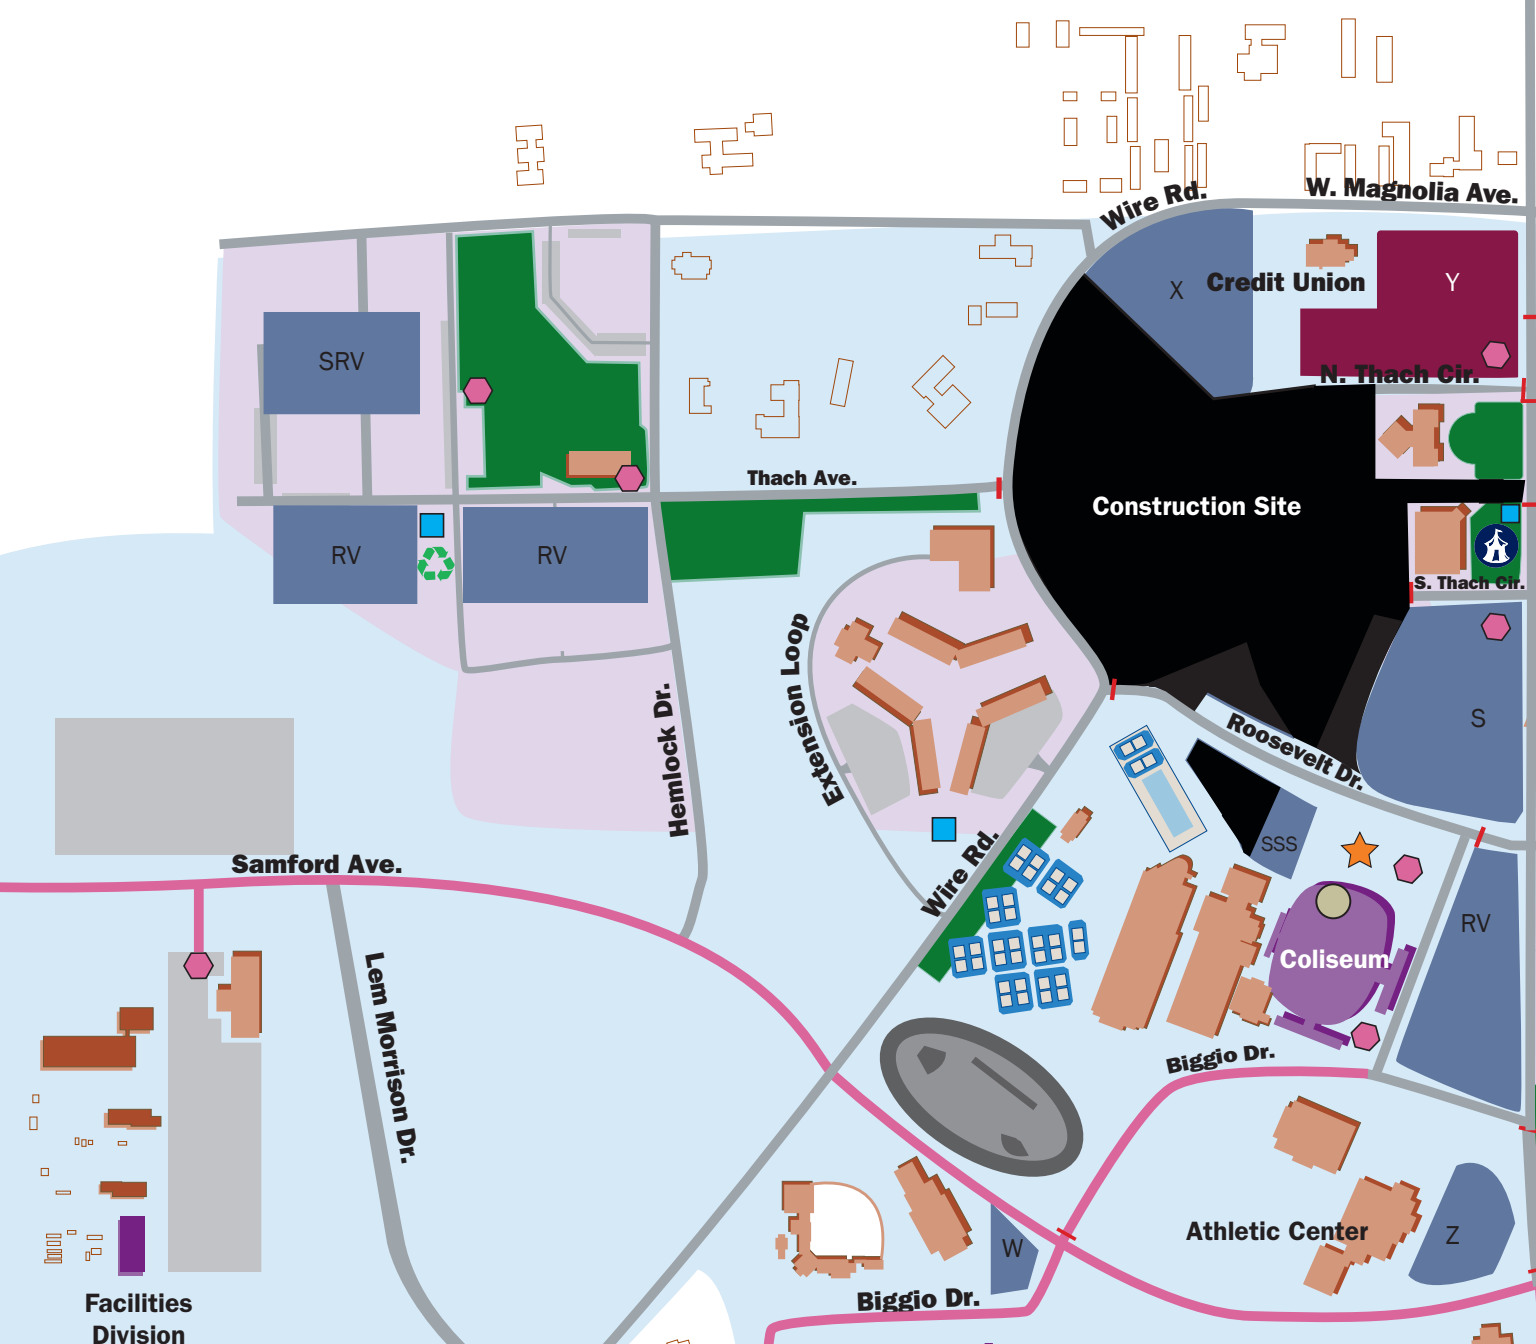 W. Magnolia Ave.
Wire Rd.
X
Credit Union
Y
SRV
N. Thach Cir.
Thach Ave.
Construction Site
RV
RV
S. Thach Cir.
Extension Loop
Hemlock Dr.
S
Roosevelt Dr.
SSS
Wire Rd.
Samford Ave.
RV
Coliseum
Lem Morrison Dr.
Biggio Dr.
Athletic Center
Z
W
Biggio Dr.
Facilities
Division